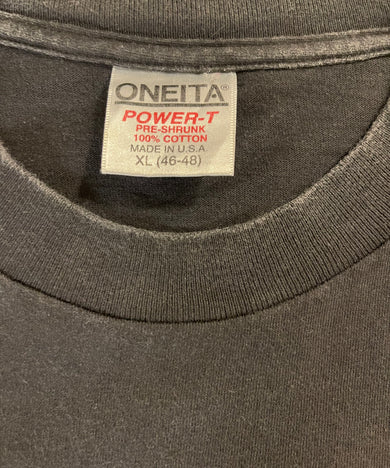 ONEITA®
POWER-T
PRE-SHRUNK
100% COTTON
MADE IN U.S.A.
XL (46-48)